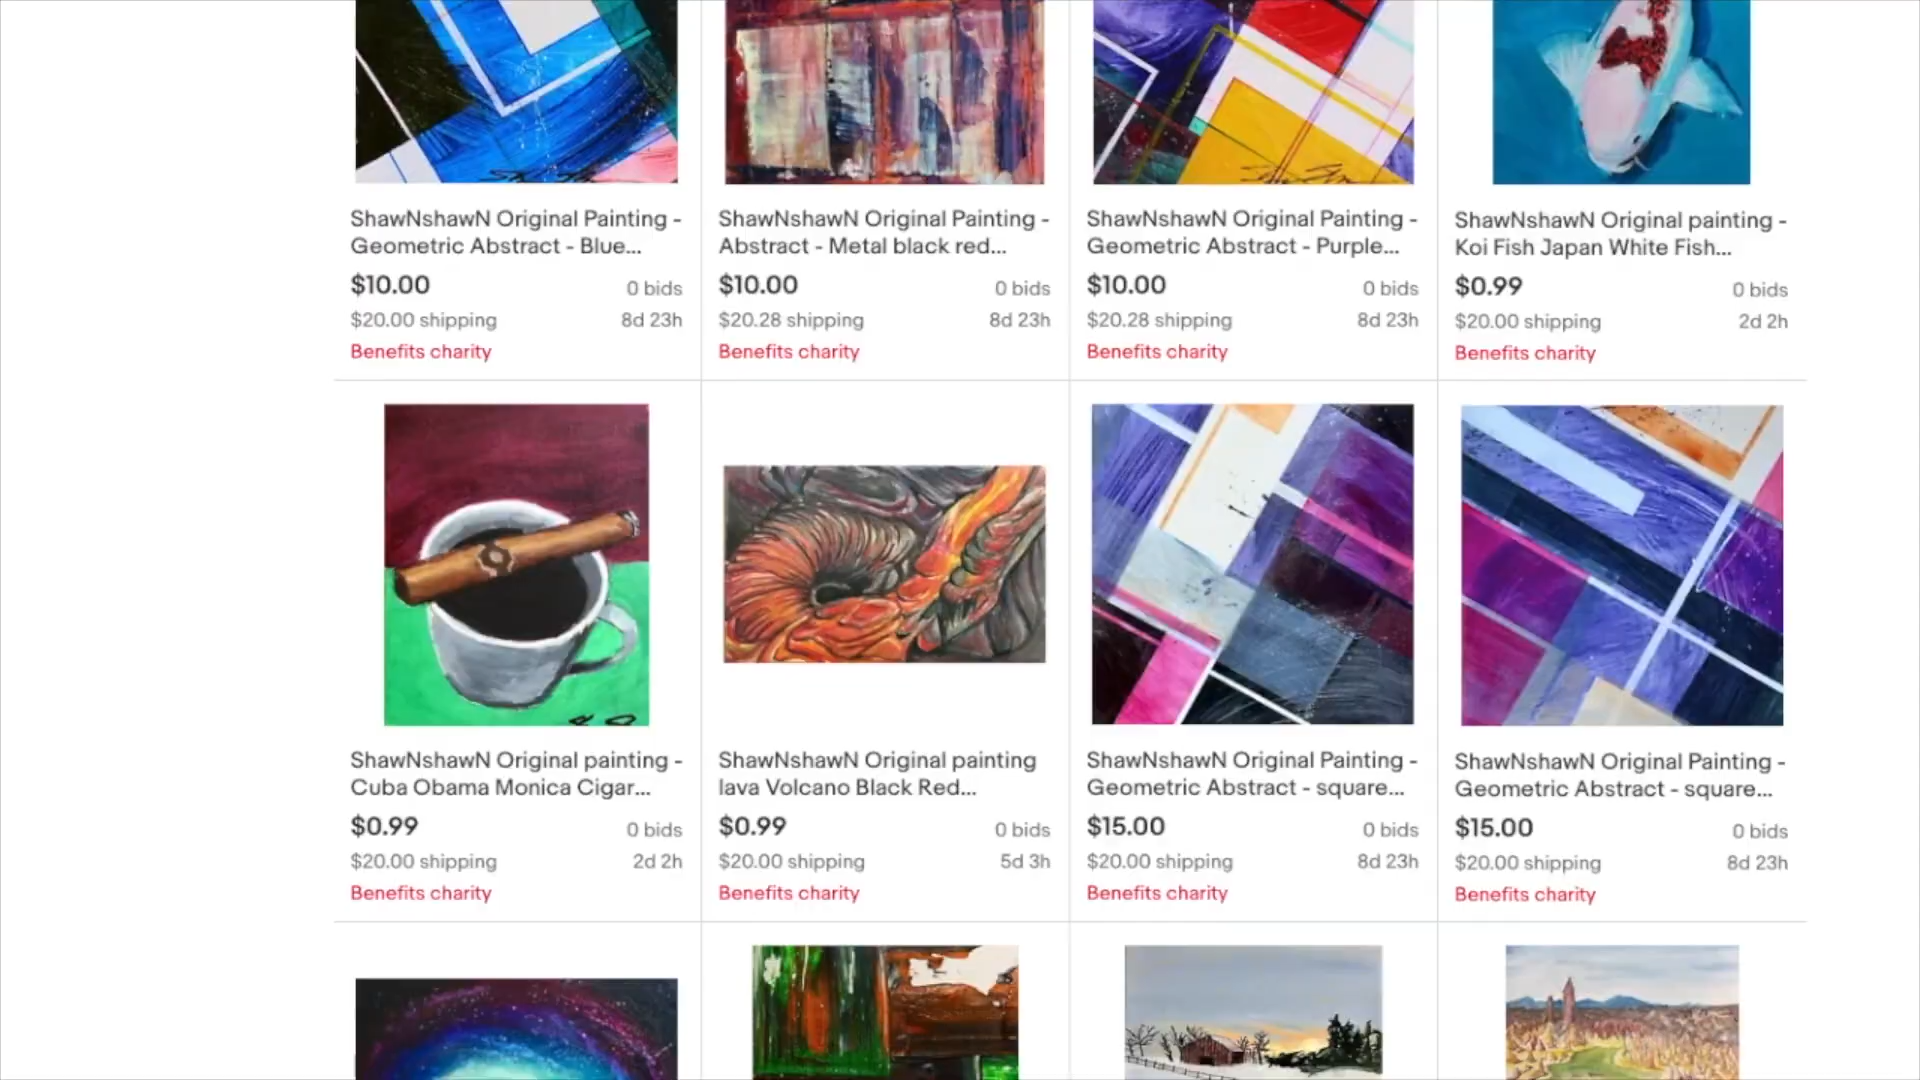 ShawNshawN Original Painting -
Geometric Abstract - Blue...
$10.00
0 bids
$20.00 shipping
8d 23h
Benefits charity
ShawNshawN Original Painting -
Abstract - Metal black red...
$10.00
0 bids
$20.28 shipping
8d 23h
Benefits charity
ShawNshawN Original Painting -
Geometric Abstract - Purple...
$10.00
0 bids
$20.28 shipping
8d 23h
Benefits charity
ShawNshawN Original painting -
Koi Fish Japan White Fish...
$0.99
0 bids
$20.00 shipping
2d 2h
Benefits charity
ShawNshawN Original painting -
Cuba Obama Monica Cigar...
$0.99
0 bids
$20.00 shipping
2d 2h
Benefits charity
ShawNshawN Original painting
lava Volcano Black Red...
$0.99
0 bids
$20.00 shipping
5d 3h
Benefits charity
ShawNshawN Original Painting -
Geometric Abstract - square...
$15.00
0 bids
$20.00 shipping
8d 23h
Benefits charity
ShawNshawN Original Painting -
Geometric Abstract - square...
$15.00
0 bids
$20.00 shipping
8d 23h
Benefits charity